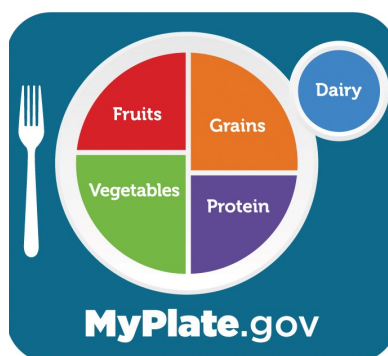 Dairy
Fruits
Grains
Vegetables
Protein
MyPlate.gov